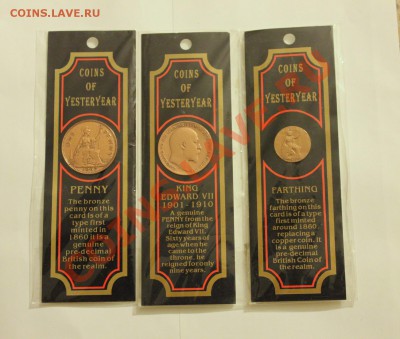 COINS.LAVE.RU
COINS
OF
YESTERYEAR
PENNY
The bronze
penny on this
card is of a
type first
minted in
1860 it is a
genuine
pre-decimal
British coin of
the realm.
COINS
OF
YESTERYEAR
KING
EDWARD VII
1901-1910
A genuine
PENNY from the
reign of King
Edward VII.
Sixty years of
age when he
came to the
throne, he
reigned for only
nine years.
COINS
OF
YESTERYEAR
FARTHING
The bronze
farthing on this
card is of a type
first minted
around 1860
replacing a
copper coin. It
is a genuine
pre-decimal
British Coin of
the realm.
COINS.LAVE.RU